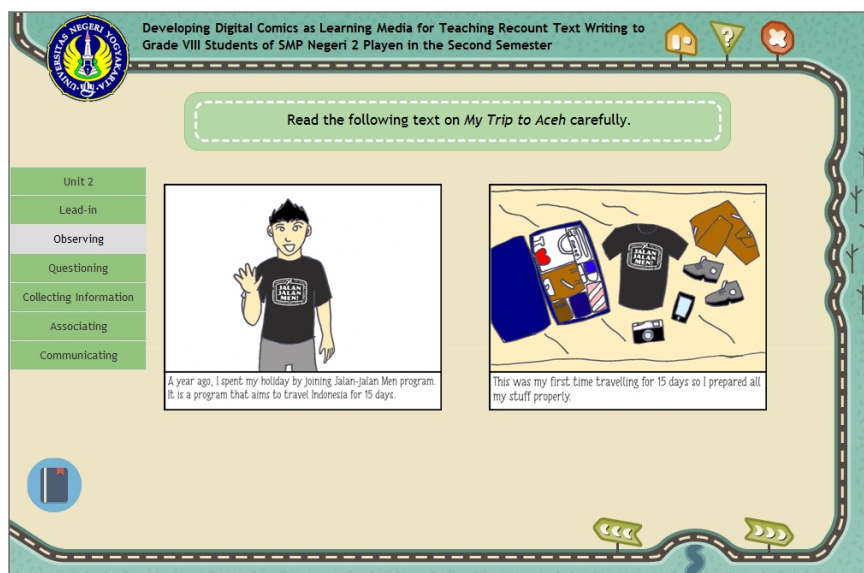 Developing Digital Comics as Learning Media for Teaching Recount Text Writing to
Grade VIII Students of SMP Negeri 2 Playen in the Second Semester
UNIVERSITAS NEGERI YOGYAKARTA
?
Read the following text on My Trip to Aceh carefully.
Unit 2
Lead-in
Observing
Questioning
Collecting Information
Associating
Communicating
JALAN
JALAN
MEN!
A year ago, I spent my holiday by joining Jalan-jalan Men program.
It is a program that aims to travel Indonesia for 15 days.
JALAN
JALAN
MEN!
This was my first time travelling for 15 days so I prepared all
my stuff properly.